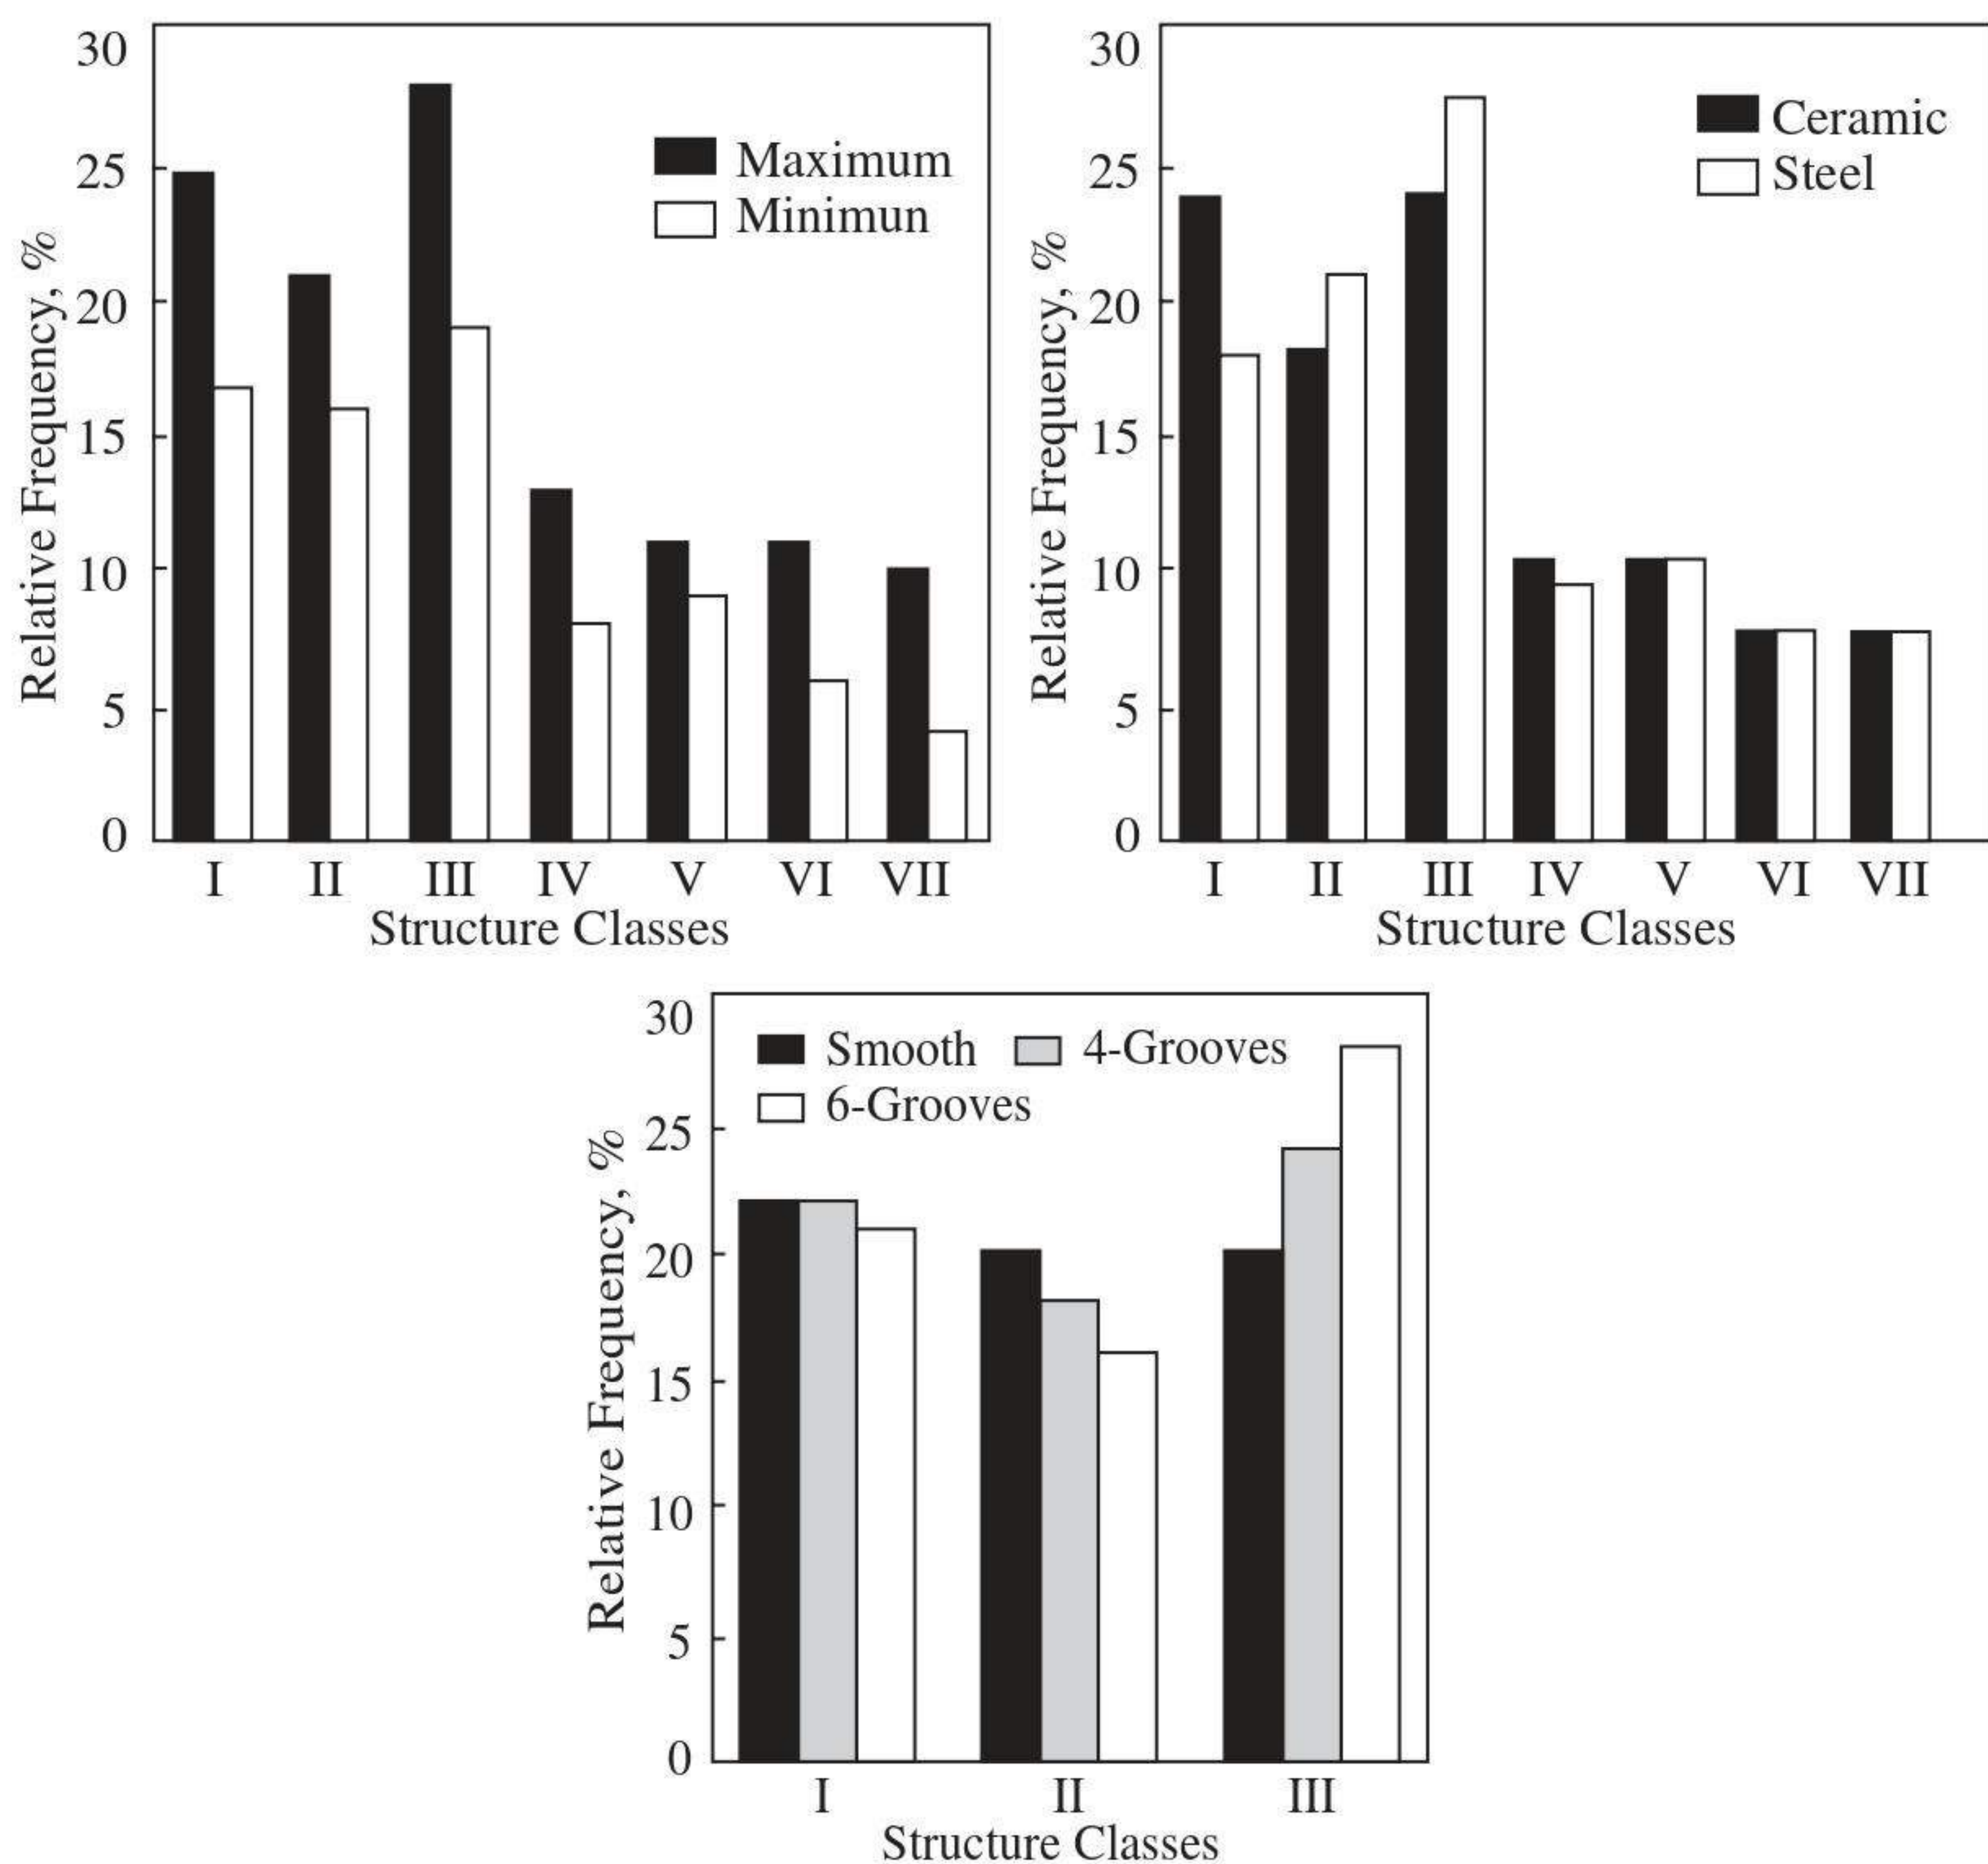 30
25
20
15
10
5
0
Relative Frequency, %
Maximum
Minimun
I II III IV V VI VII
Structure Classes
30
25
20
15
10
5
0
Relative Frequency, %
Ceramic
Steel
I II III IV V VI VII
Structure Classes
30
25
20
15
10
5
0
Relative Frequency, %
Smooth 4-Grooves
6-Grooves
I II III
Structure Classes